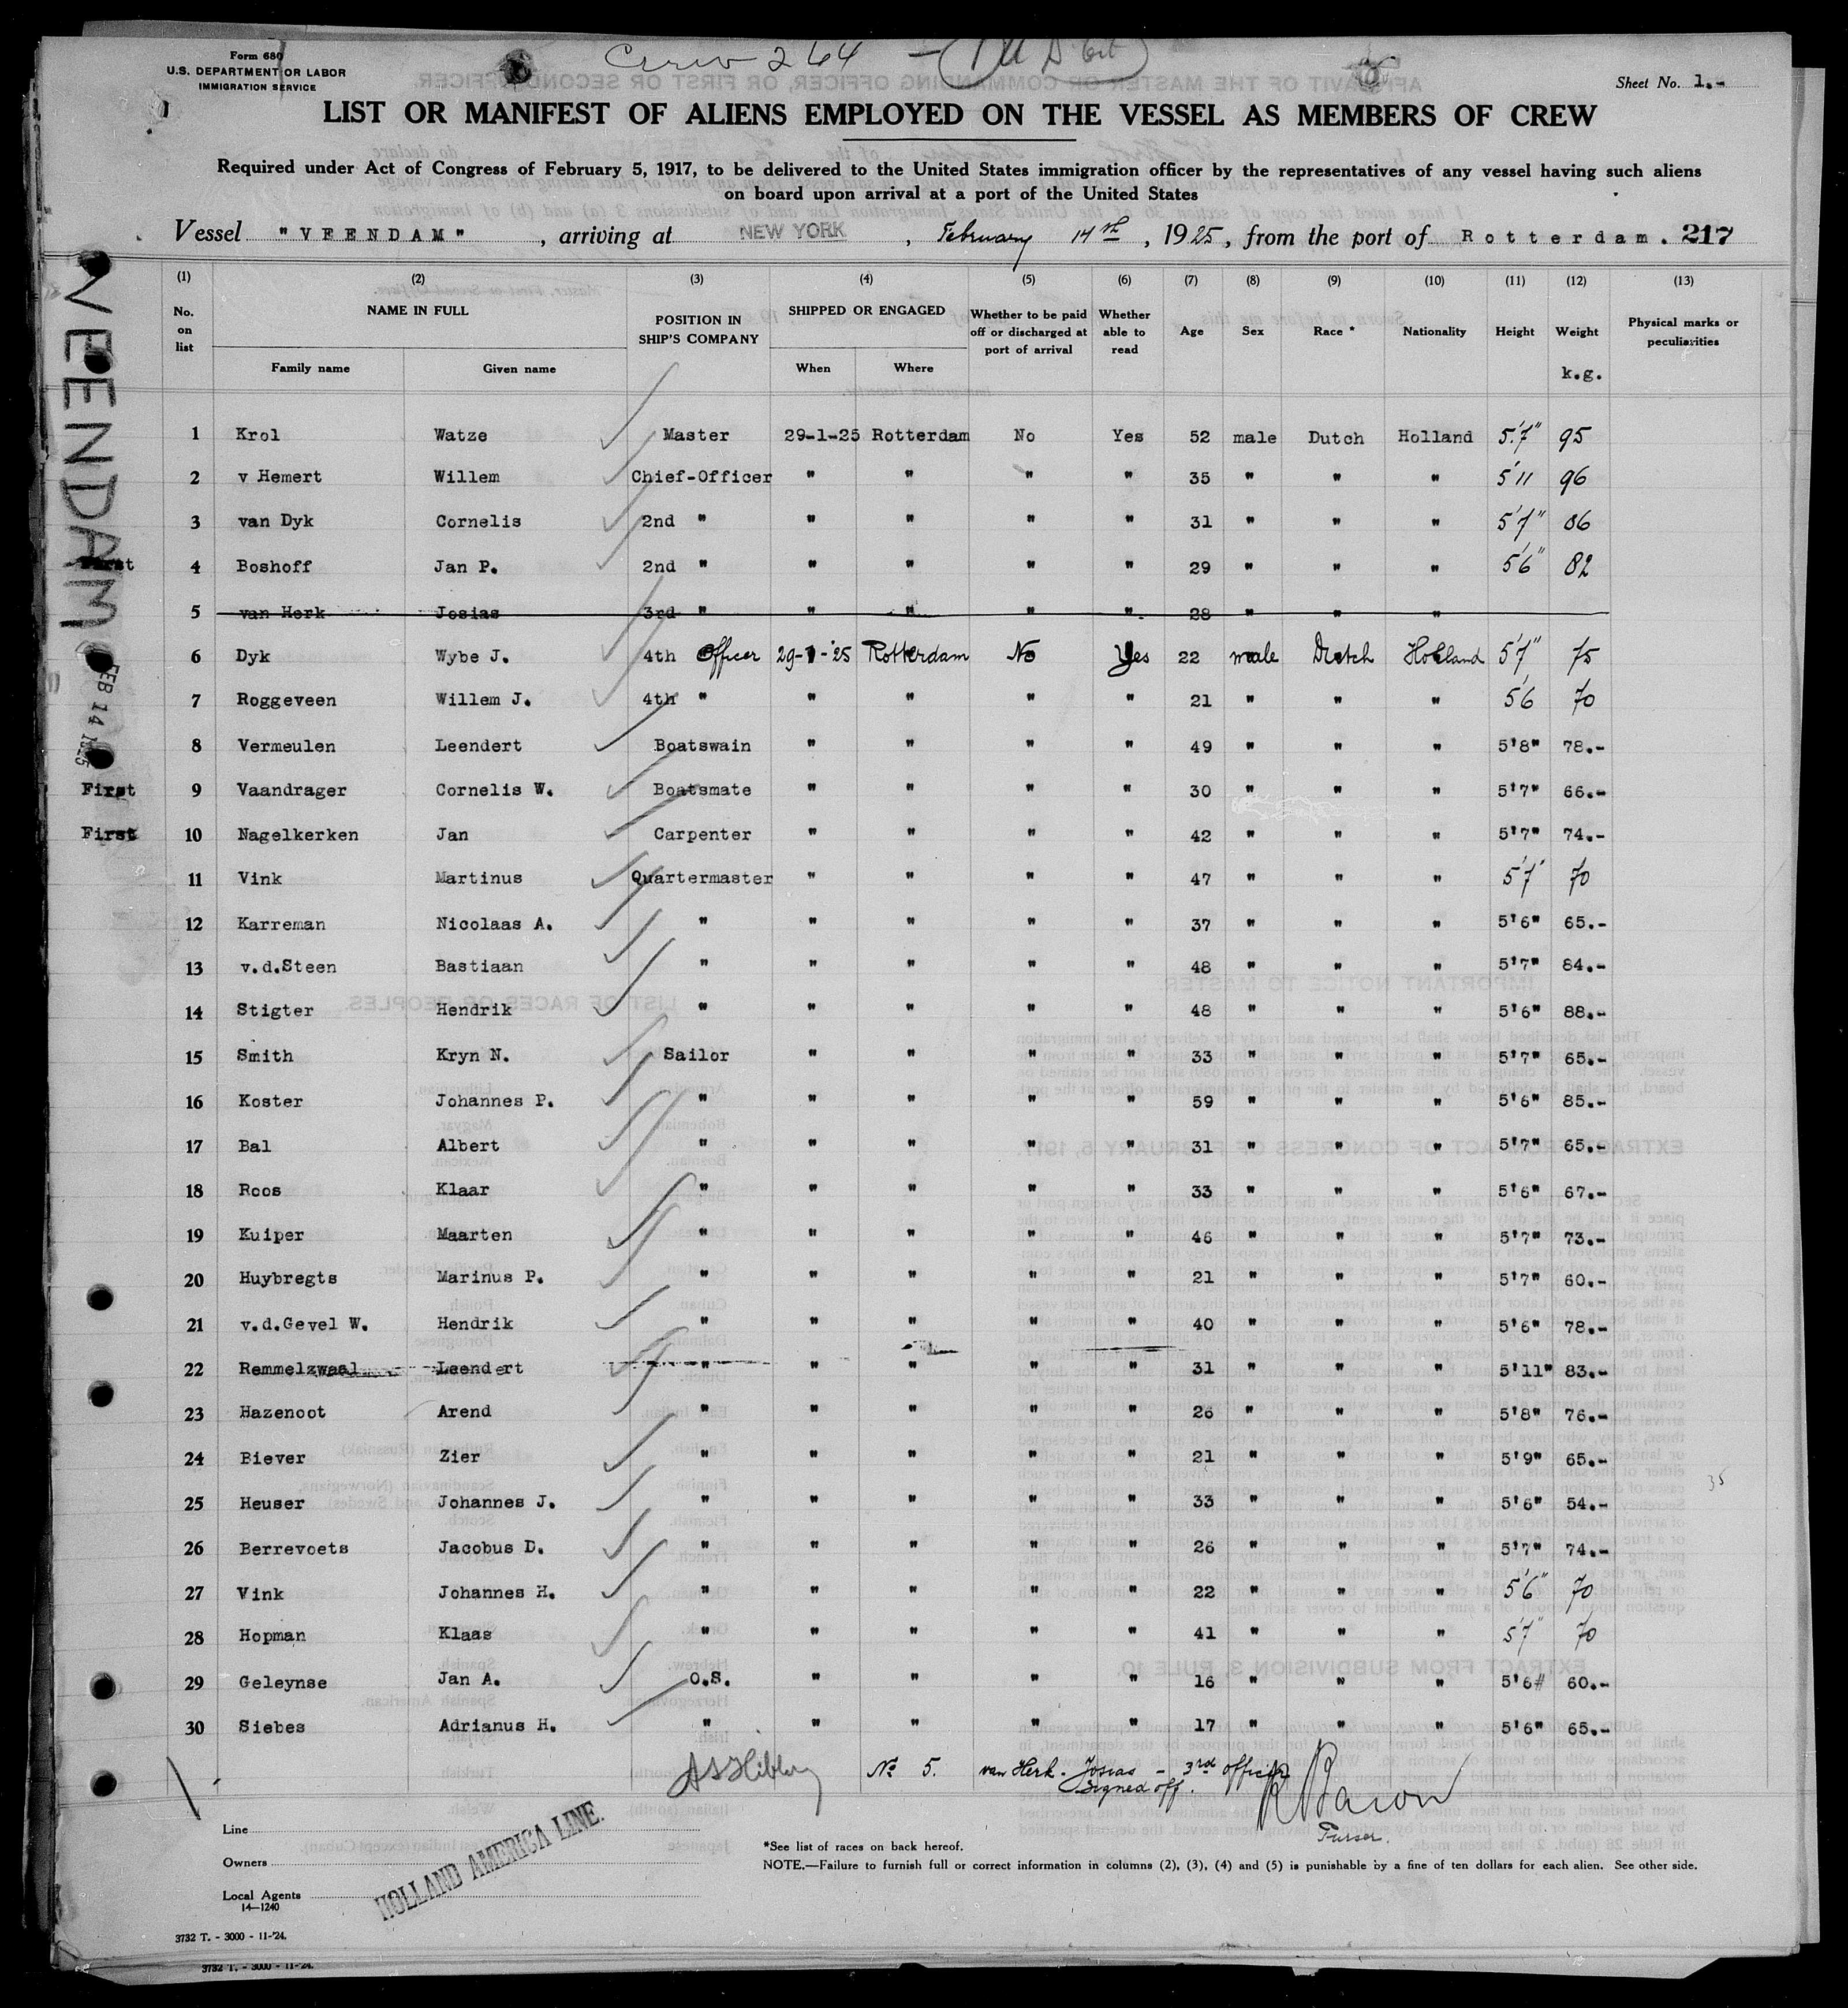 Form 680
U.S. DEPARTMENT OR LABOR
IMMIGRATION SERVICE
Crew 264
Sheet No. 1.-
LIST OR MANIFEST OF ALIENS EMPLOYED ON THE VESSEL AS MEMBERS OF CREW
Required under Act of Congress of February 5, 1917, to be delivered to the United States immigration officer by the representatives of any vessel having such aliens
on board upon arrival at a port of the United States
Vessel "VEENDAM", arriving at NEW YORK, February 14th, 1925, from the port of Rotterdam. 217
VEENDAM
FEB 14 1925
(1) (2) (3) (4) (5) (6) (7) (8) (9) (10) (11) (12) (13)
No. on list NAME IN FULL POSITION IN SHIP'S COMPANY SHIPPED OR ENGAGED Whether to be paid off or discharged at port of arrival Whether able to read Age Sex Race * Nationality Height Weight Physical marks or peculiarities
Family name Given name When Where k.g.
1 Krol Watze Master 29-1-25 Rotterdam No Yes 52 male Dutch Holland 5'7" 95
2 v Hemert Willem Chief-Officer " " " " 35 " " " 5'11 96
3 van Dyk Cornelis 2nd " " " " " 31 " " " 5'7" 86
First 4 Boshoff Jan P. 2nd " " " " " 29 " " " 5'6" 82
5 van Herk Josias 3rd " " " " " 28 " " "
6 Dyk Wybe J. 4th Officer 29-1-'25 Rotterdam No Yes 22 male Dutch Holland 5'7" 75
7 Roggeveen Willem J. 4th " " " " " 21 " " " 5'6 70
8 Vermeulen Leendert Boatswain " " " " 49 " " " 5'8" 78.-
First 9 Vaandrager Cornelis W. Boatsmate " " " " 30 " " " 5'7" 66.-
First 10 Nagelkerken Jan Carpenter " " " " 42 " " " 5'7" 74.-
11 Vink Martinus Quartermaster " " " " 47 " " " 5'7' 70
12 Karreman Nicolaas A. " " " " " 37 " " " 5'6" 65.-
13 v.d.Steen Bastiaan " " " " " 48 " " " 5'7" 84.-
14 Stigter Hendrik " " " " " 48 " " " 5'6" 88.-
15 Smith Kryn N. Sailor " " " " 33 " " " 5'7" 65.-
16 Koster Johannes P. " " " " " 59 " " " 5'6" 85.-
17 Bal Albert " " " " " 31 " " " 5'7" 65.-
18 Roos Klaar " " " " " 33 " " " 5'6" 67.-
19 Kuiper Maarten " " " " " 46 " " " 5'7" 73.-
20 Huybregts Marinus P. " " " " " 21 " " " 5'7" 60.-
21 v.d.Gevel W. Hendrik " " " " " 40 " " " 5'6" 78.-
22 Remmelzwaal Leendert " " " " " 31 " " " 5'11" 83.-
23 Hazenoot Arend " " " " " 26 " " " 5'8" 76.-
24 Biever Zier " " " " " 21 " " " 5'9" 65.-
25 Heuser Johannes J. " " " " " 33 " " " 5'6" 54.- 35
26 Berrevoets Jacobus D. " " " " " 26 " " " 5'7" 74.-
27 Vink Johannes H. " " " " " 22 " " " 5'6" 70
28 Hopman Klaas " " " " " 41 " " " 5'7" 70
29 Geleynse Jan A. O.S. " " " " 16 " " " 5'6" 60.-
30 Siebes Adrianus H. " " " " " 17 " " " 5'6" 65.-
No 5. van Herk. Josias - 3rd officer
Signed off.
Purser.
Line
Owners
Local Agents
14-1240
HOLLAND AMERICA LINE.
*See list of races on back hereof.
NOTE.—Failure to furnish full or correct information in columns (2), (3), (4) and (5) is punishable by a fine of ten dollars for each alien. See other side.
3732 T. - 3000 - 11-'24.
3732 T. - 3000 - 11-'24.